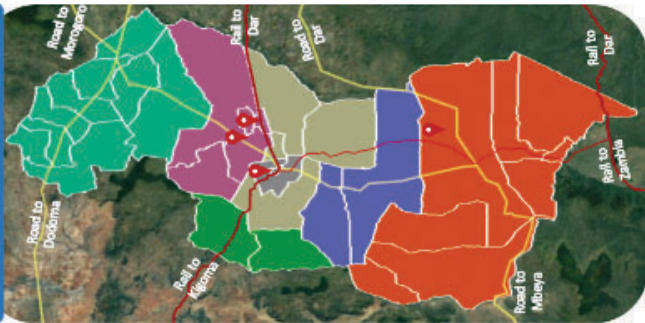 Road to
Morogoro
Rail to
Dar
Road to
Dar
Rail to
Dar
Road to
Dodoma
Rail to
Kigoma
Road to
Mbeya
Rail to
Zambia